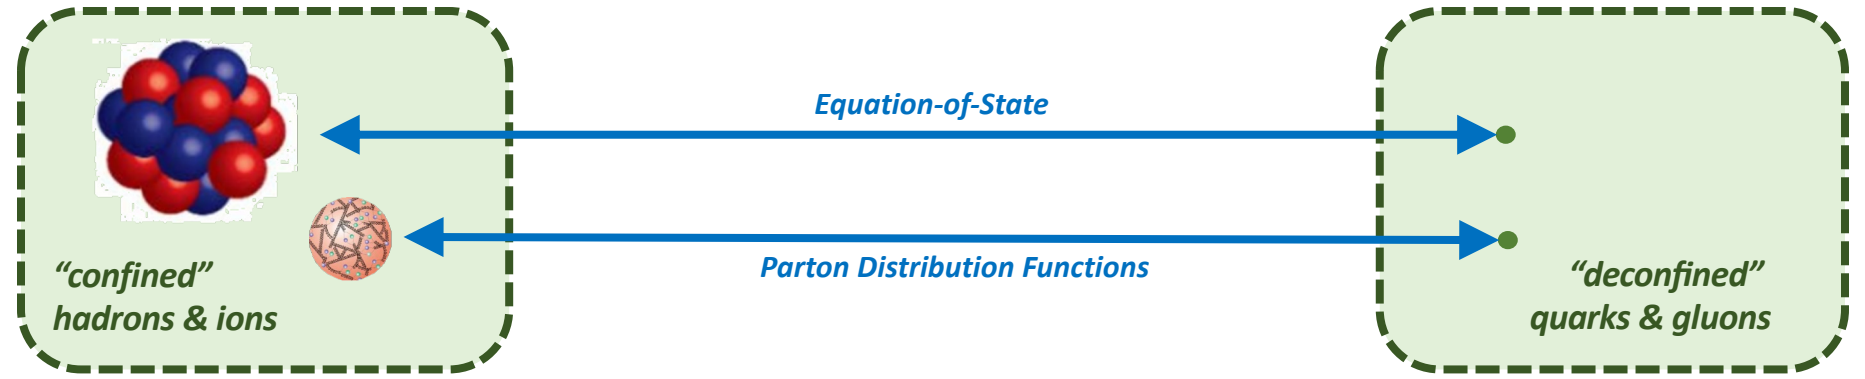 Equation-of-State
Parton Distribution Functions
“confined”
hadrons & ions
“deconfined”
quarks & gluons